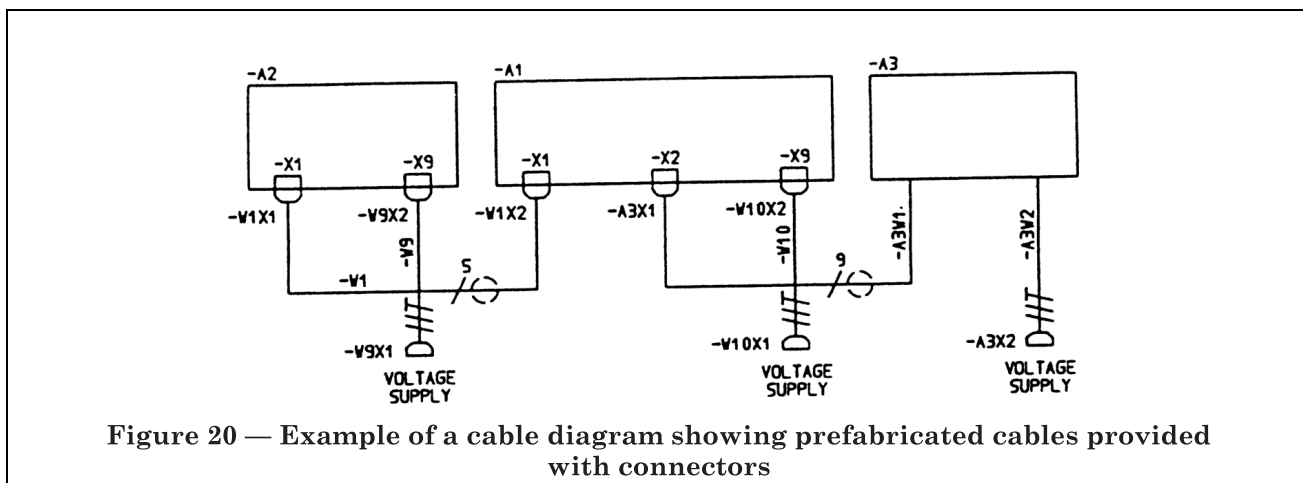 -A2
-A1
-A3
-X1
-X9
-X1
-X2
-X9
-W1X1
-W9X2
-W1X2
-A3X1
-W10X2
-W9
-W10
-A3W1.
-A3W2
-W1
5
9
-W9X1
-W10X1
-A3X2
VOLTAGE
SUPPLY
VOLTAGE
SUPPLY
VOLTAGE
SUPPLY
Figure 20 — Example of a cable diagram showing prefabricated cables provided
with connectors